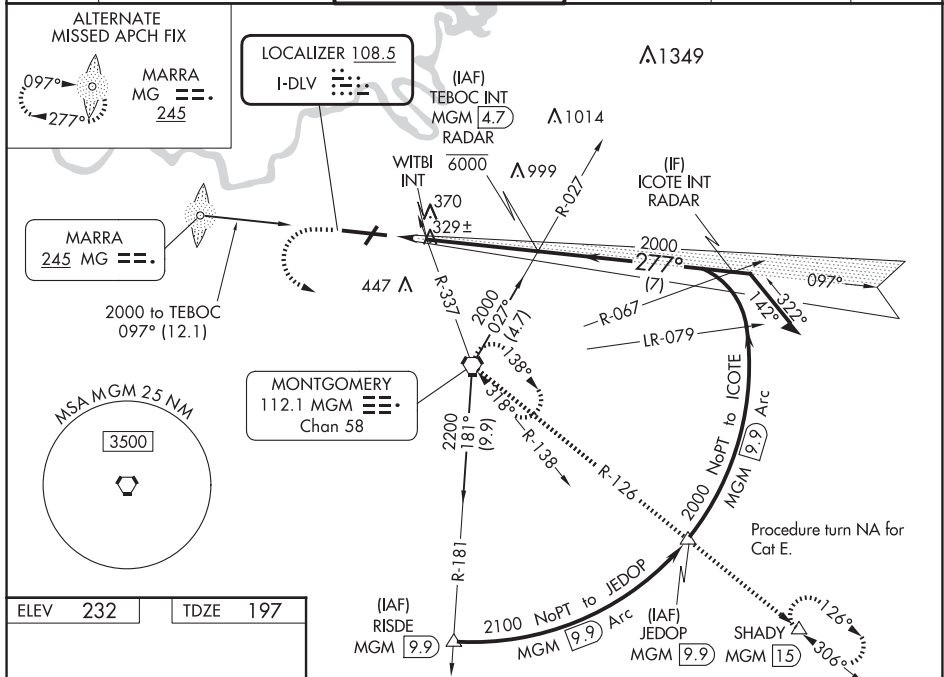 ALTERNATE
MISSED APCH FIX
097°
277°
MARRA
MG
245
LOCALIZER 108.5
I-DLV
1349
(IAF)
TEBOC INT
MGM 4.7
RADAR
6000
1014
999
WITBI
INT
370
329±
R-027
(IF)
ICOTE INT
RADAR
2000
277°
(7)
097°
142°
322°
R-067
LR-079
MARRA
245 MG
2000 to TEBOC
097° (12.1)
447
R-337
2000
027°
(4.7)
138°
318°
R-138
R-126
MONTGOMERY
112.1 MGM
Chan 58
2200
181°
(9.9)
R-181
MSA MGM 25 NM
3500
2000 NoPT to ICOTE
MGM 9.9 Arc
Procedure turn NA for
Cat E.
2100 NoPT to JEDOP
MGM 9.9 Arc
(IAF)
RISDE
MGM 9.9
(IAF)
JEDOP
MGM 9.9
SHADY
MGM 15
126°
306°
ELEV 232
TDZE 197